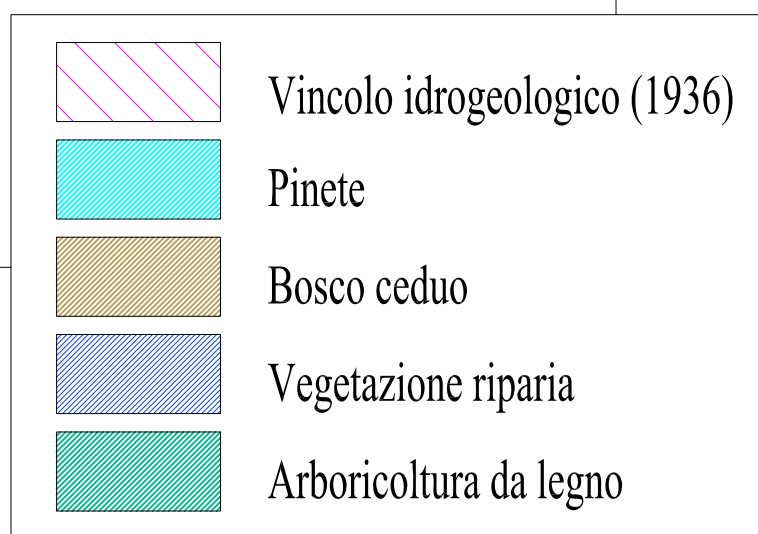 Vincolo idrogeologico (1936)
Pinete
Bosco ceduo
Vegetazione riparia
Arboricoltura da legno